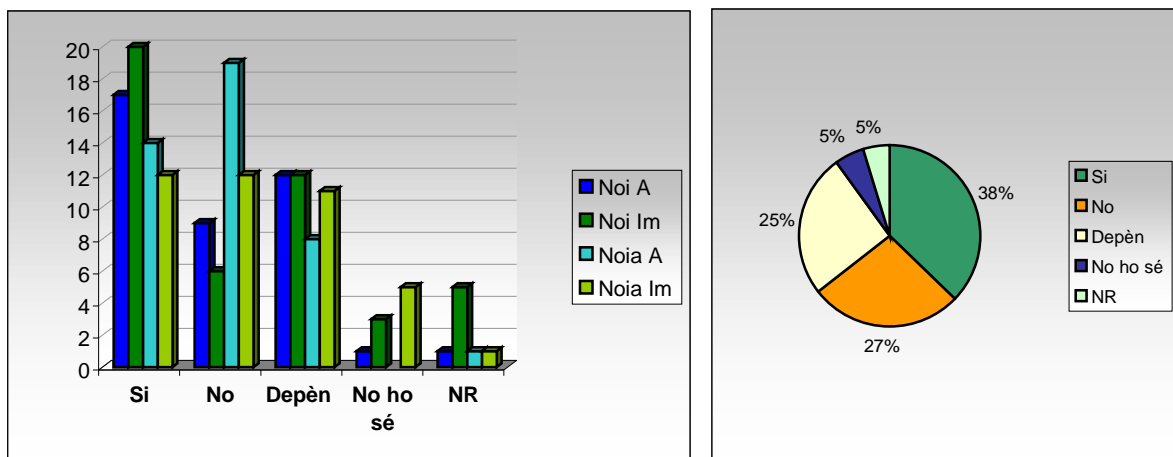 20
18
16
14
12
10
8
6
4
2
0
Si
No
Depèn
No ho
sé
NR
Noi A
Noi Im
Noia A
Noia Im
5%
5%
38%
25%
27%
Si
No
Depèn
No ho sé
NR